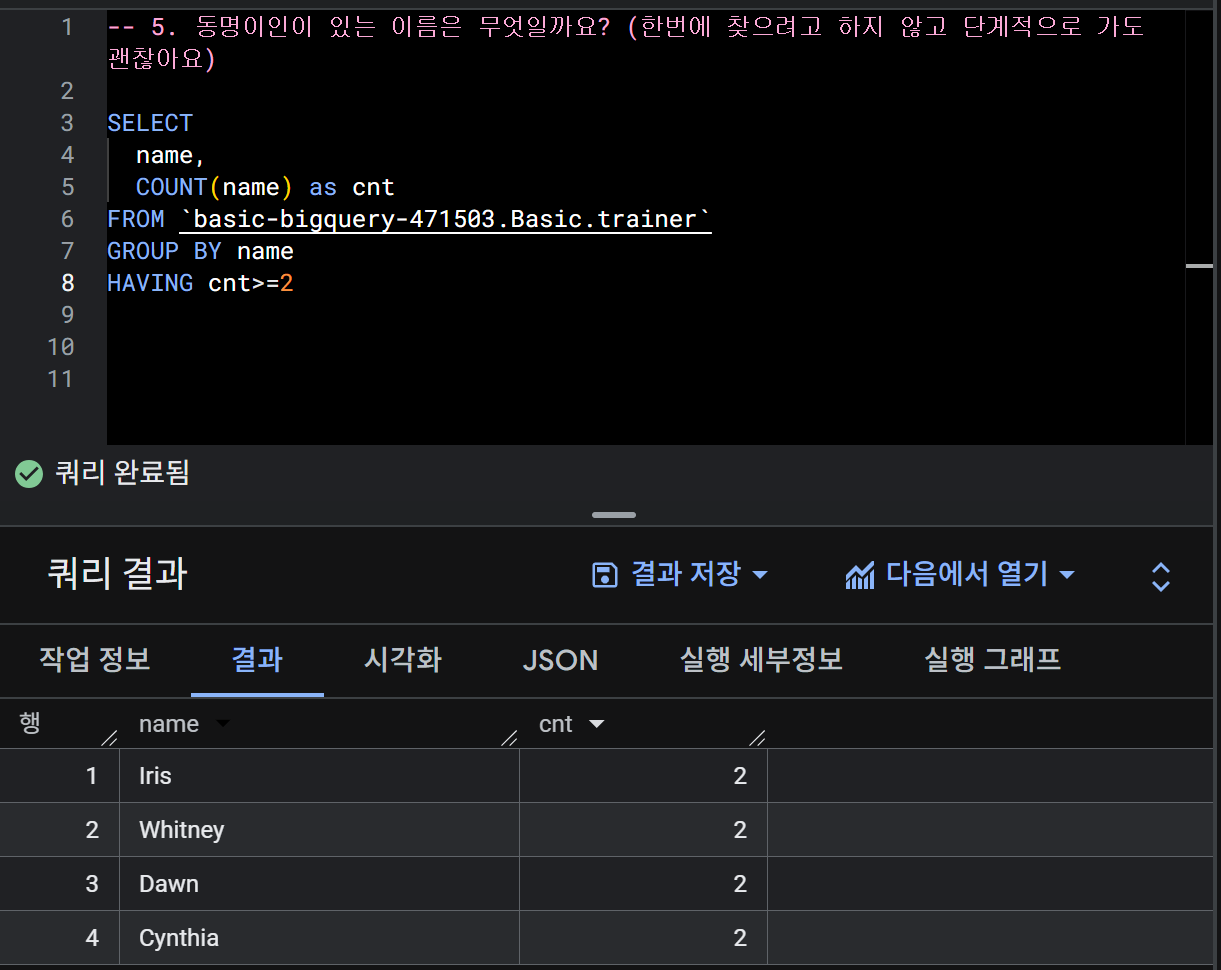 1 -- 5. 동명이인이 있는 이름은 무엇일까요? (한번에 찾으려고 하지 않고 단계적으로 가도
괜찮아요)
2
3 SELECT
4 name,
5 COUNT(name) as cnt
6 FROM `basic-bigquery-471503.Basic.trainer`
7 GROUP BY name
8 HAVING cnt>=2
9
10
11
쿼리 완료됨
쿼리 결과 결과 저장 다음에서 열기
작업 정보 결과 시각화 JSON 실행 세부정보 실행 그래프
행 name cnt
1 Iris 2
2 Whitney 2
3 Dawn 2
4 Cynthia 2